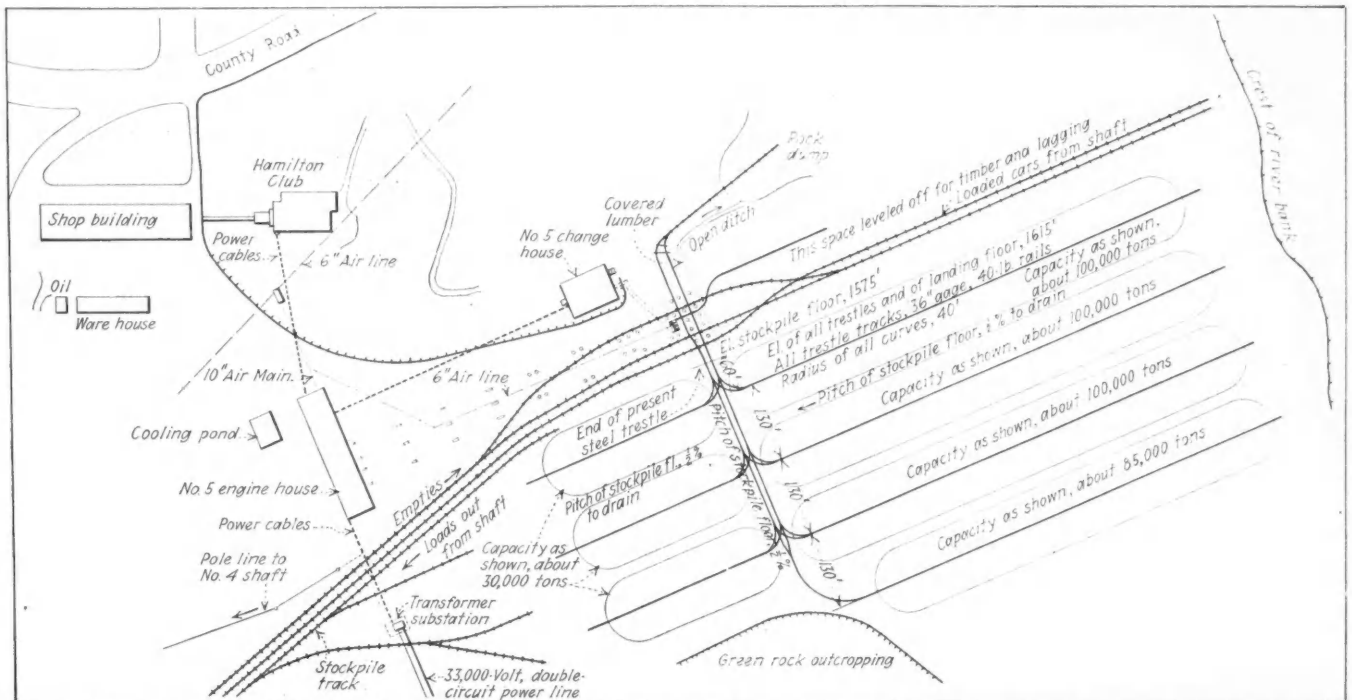 County Road
Hamilton
Club
Shop building
Power
cables
6" Air line
Oil
Ware house
10" Air Main
Cooling pond
No. 5 engine house
Power cables
Pole line to
No. 4 shaft
Stockpile
track
Transformer
substation
33,000-Volt, double-
circuit power line
Empties
Loads out
from shaft
6" Air line
No. 5 change
house
Covered
lumber
Rock
dump
Open ditch
This space leveled off for timber and lagging
Loaded cars from shaft
Crest of river bank
El. stockpile floor, 1575'
El of all trestles and of landing floor, 1615'
All trestle tracks, 36" gage, 40-lb rails
Radius of all curves, 40'
Capacity as shown,
about 100,000 tons
Pitch of stockpile floor, ½ % to drain
Capacity as shown, about 100,000 tons
Capacity as shown, about 100,000 tons
Capacity as shown, about 85,000 tons
60'
130'
130'
130'
End of present
steel trestle
Pitch of stockpile fl., ½ %
to drain
Pitch of stockpile floor, ½ %
Capacity as
shown, about
30,000 tons
Green rock outcropping